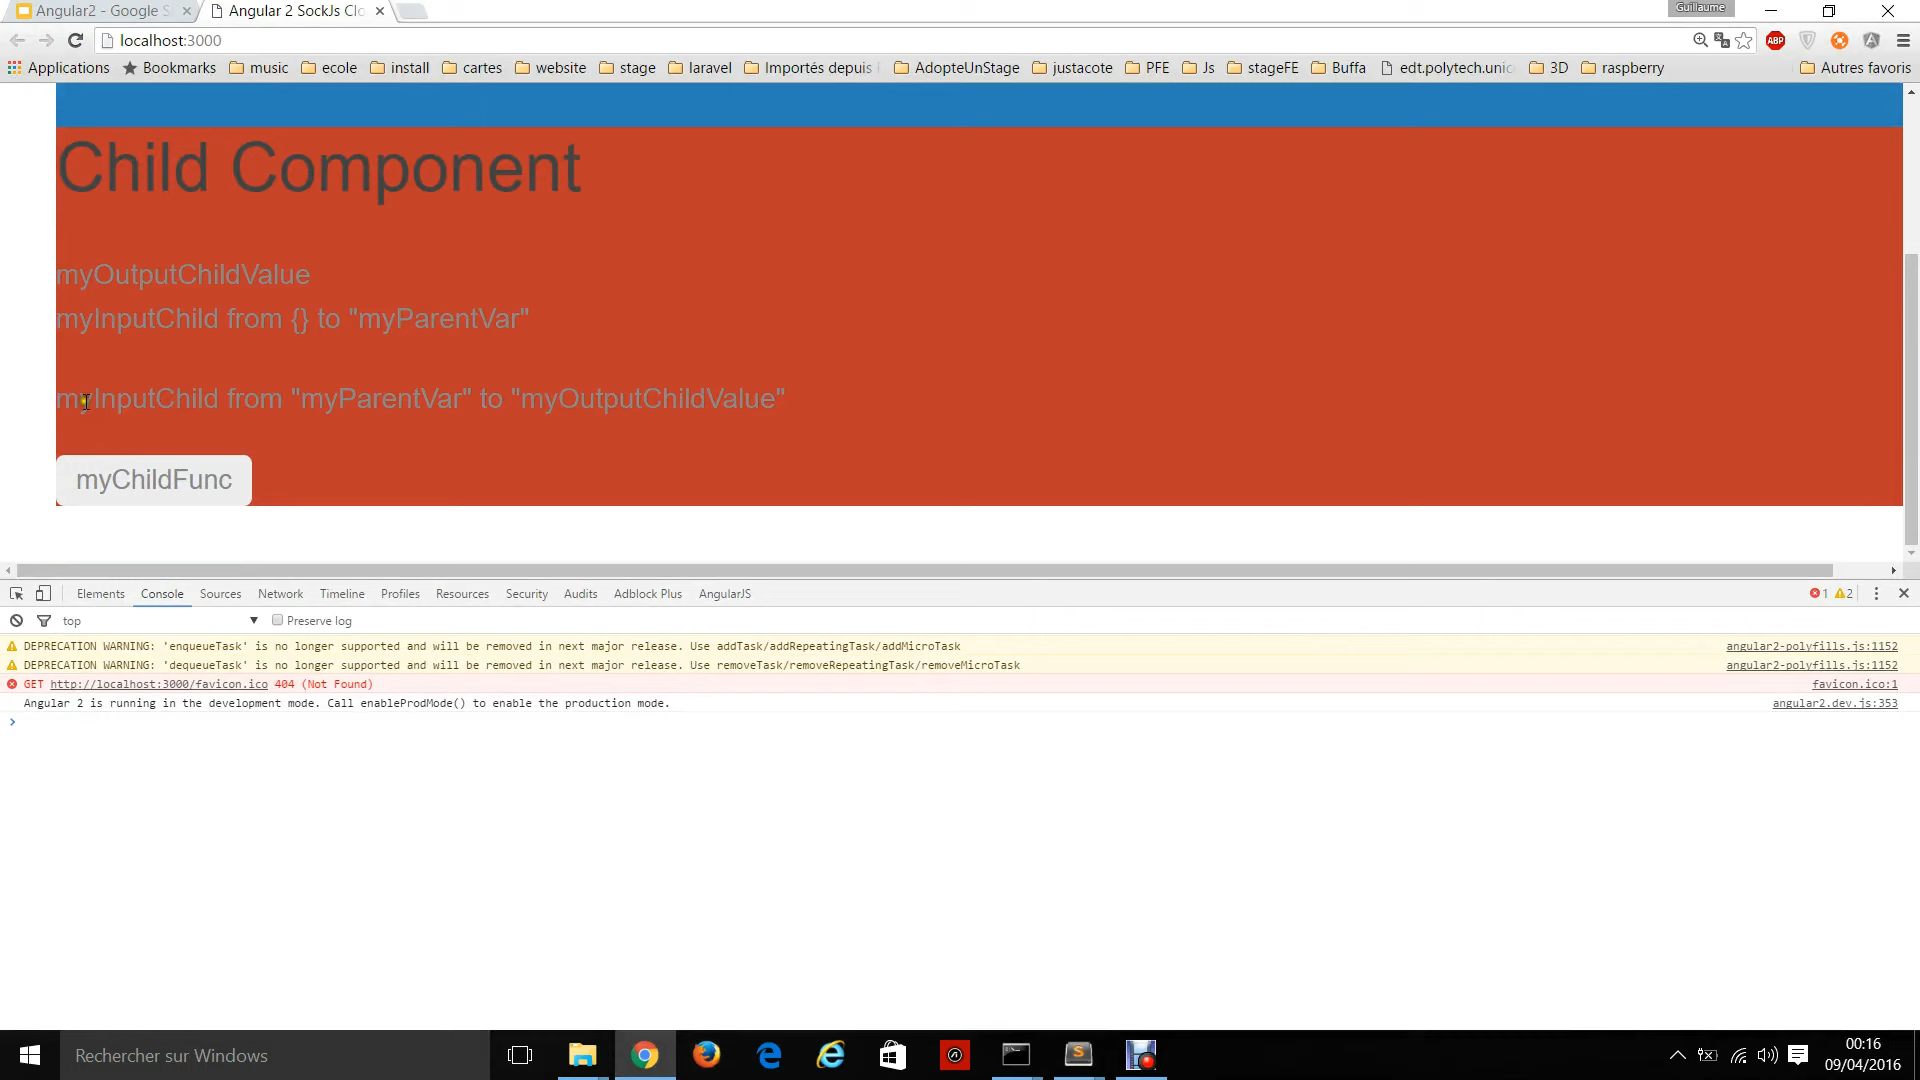 Angular2 - Google S
Angular 2 SockJs Clo
Guillaume
localhost:3000
ABP
Applications
Bookmarks
music
ecole
install
cartes
website
stage
laravel
Importés depuis
AdopteUnStage
justacote
PFE
Js
stageFE
Buffa
edt.polytech.unic
3D
raspberry
Autres favoris
Child Component
myOutputChildValue
myInputChild from {} to "myParentVar"
myInputChild from "myParentVar" to "myOutputChildValue"
myChildFunc
Elements Console Sources Network Timeline Profiles Resources Security Audits Adblock Plus AngularJS
1 2
top
Preserve log
DEPRECATION WARNING: 'enqueueTask' is no longer supported and will be removed in next major release. Use addTask/addRepeatingTask/addMicroTask angular2-polyfills.js:1152
DEPRECATION WARNING: 'dequeueTask' is no longer supported and will be removed in next major release. Use removeTask/removeRepeatingTask/removeMicroTask angular2-polyfills.js:1152
GET http://localhost:3000/favicon.ico 404 (Not Found) favicon.ico:1
Angular 2 is running in the development mode. Call enableProdMode() to enable the production mode. angular2.dev.js:353
Rechercher sur Windows
00:16
09/04/2016